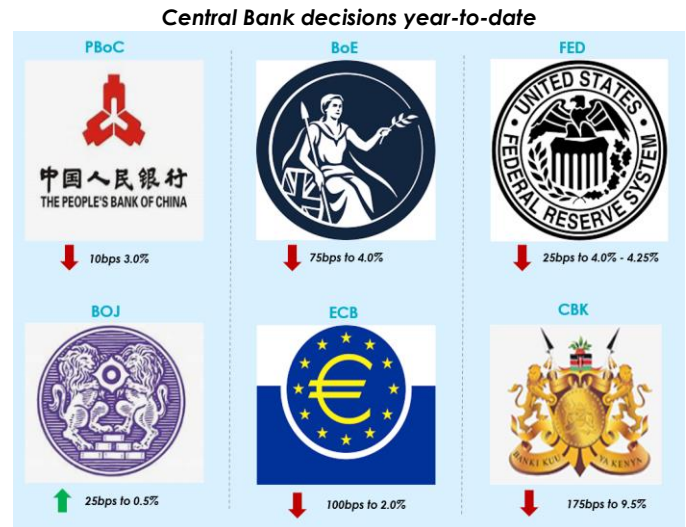 Central Bank decisions year-to-date
PBoC
BoE
FED
中国人民银行
THE PEOPLE'S BANK OF CHINA
UNITED STATES
FEDERAL RESERVE SYSTEM
10bps 3.0%
75bps to 4.0%
25bps to 4.0% - 4.25%
BOJ
ECB
CBK
BANKI KUU YA KENYA
25bps to 0.5%
100bps to 2.0%
175bps to 9.5%